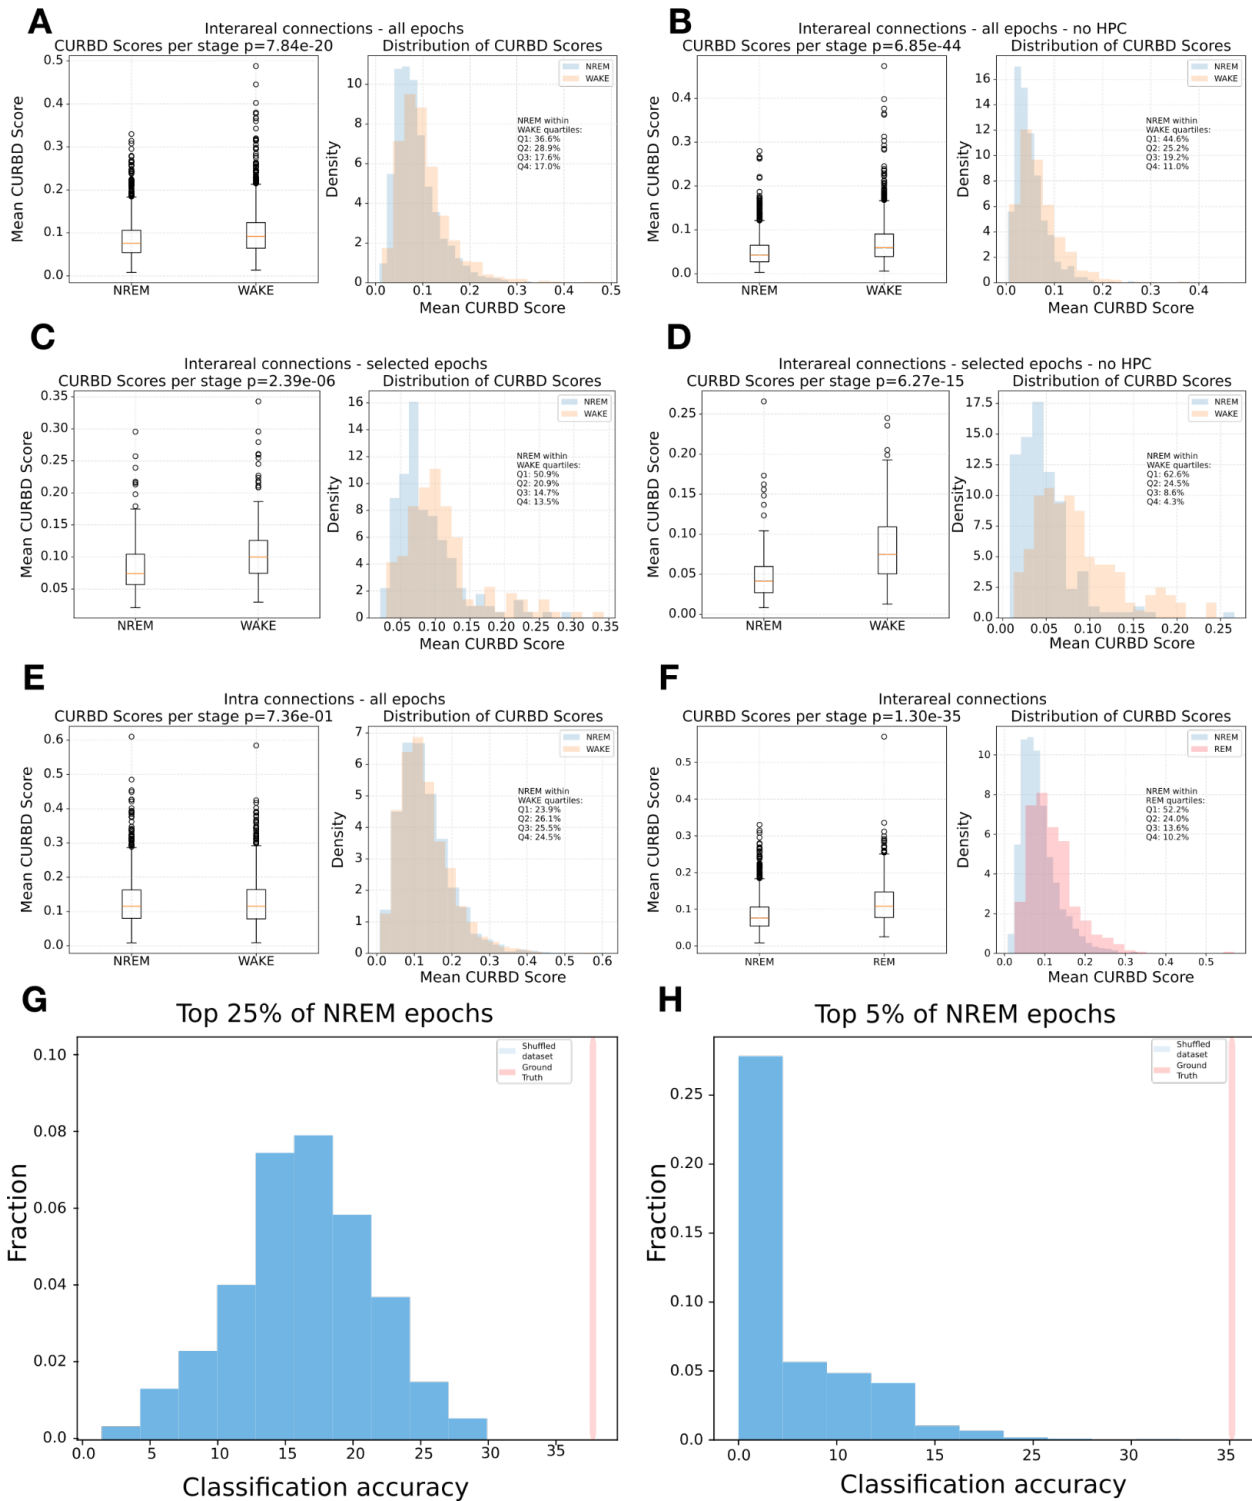 A
Interareal connections - all epochs
CURBD Scores per stage p=7.84e-20
Distribution of CURBD Scores
Mean CURBD Score
0.5
0.4
0.3
0.2
0.1
0.0
NREM
WAKE
Density
10
8
6
4
2
0
NREM
WAKE
NREM within
WAKE quartiles:
Q1: 36.6%
Q2: 28.9%
Q3: 17.6%
Q4: 17.0%
0.0 0.1 0.2 0.3 0.4 0.5
Mean CURBD Score
B
Interareal connections - all epochs - no HPC
CURBD Scores per stage p=6.85e-44
Distribution of CURBD Scores
Mean CURBD Score
0.4
0.3
0.2
0.1
0.0
NREM
WAKE
Density
16
14
12
10
8
6
4
2
0
NREM
WAKE
NREM within
WAKE quartiles:
Q1: 44.6%
Q2: 25.2%
Q3: 19.2%
Q4: 11.0%
0.0 0.1 0.2 0.3 0.4
Mean CURBD Score
C
Interareal connections - selected epochs
CURBD Scores per stage p=2.39e-06
Distribution of CURBD Scores
Mean CURBD Score
0.35
0.30
0.25
0.20
0.15
0.10
0.05
NREM
WAKE
Density
16
14
12
10
8
6
4
2
0
NREM
WAKE
NREM within
WAKE quartiles:
Q1: 50.9%
Q2: 20.9%
Q3: 14.7%
Q4: 13.5%
0.05 0.10 0.15 0.20 0.25 0.30 0.35
Mean CURBD Score
D
Interareal connections - selected epochs - no HPC
CURBD Scores per stage p=6.27e-15
Distribution of CURBD Scores
Mean CURBD Score
0.25
0.20
0.15
0.10
0.05
0.00
NREM
WAKE
Density
17.5
15.0
12.5
10.0
7.5
5.0
2.5
0.0
NREM
WAKE
NREM within
WAKE quartiles:
Q1: 62.6%
Q2: 24.5%
Q3: 8.6%
Q4: 4.3%
0.00 0.05 0.10 0.15 0.20 0.25
Mean CURBD Score
E
Intra connections - all epochs
CURBD Scores per stage p=7.36e-01
Distribution of CURBD Scores
Mean CURBD Score
0.6
0.5
0.4
0.3
0.2
0.1
0.0
NREM
WAKE
Density
7
6
5
4
3
2
1
0
NREM
WAKE
NREM within
WAKE quartiles:
Q1: 23.9%
Q2: 26.1%
Q3: 25.5%
Q4: 24.5%
0.0 0.1 0.2 0.3 0.4 0.5 0.6
Mean CURBD Score
F
Interareal connections
CURBD Scores per stage p=1.30e-35
Distribution of CURBD Scores
Mean CURBD Score
0.5
0.4
0.3
0.2
0.1
0.0
NREM
REM
Density
10
8
6
4
2
0
NREM
REM
NREM within
REM quartiles:
Q1: 52.2%
Q2: 24.0%
Q3: 13.6%
Q4: 10.2%
0.0 0.1 0.2 0.3 0.4 0.5
Mean CURBD Score
G
Top 25% of NREM epochs
Fraction
0.10
0.08
0.06
0.04
0.02
0.0
Shuffled
dataset
Ground
Truth
0.0 5 10 15 20 25 30 35
Classification accuracy
H
Top 5% of NREM epochs
Fraction
0.25
0.20
0.15
0.10
0.05
0.0
Shuffled
dataset
Ground
Truth
0.0 10 15 25 30 35
Classification accuracy